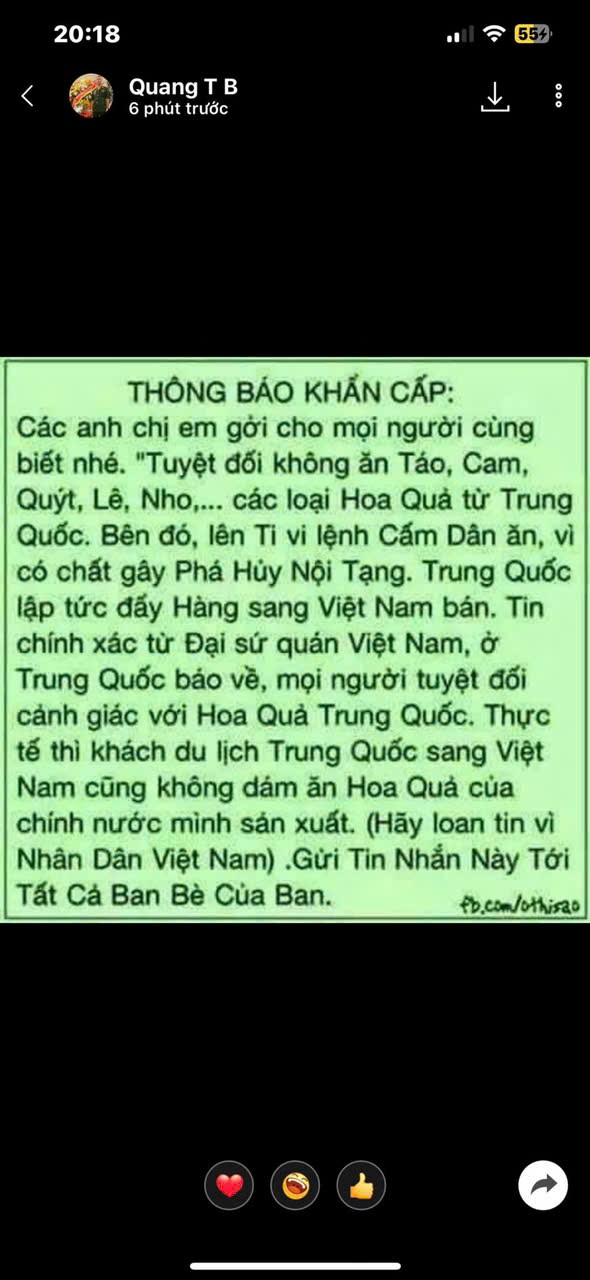 20:18
55
Quang T B
6 phút trước
THÔNG BÁO KHẨN CẤP:
Các anh chị em gởi cho mọi người cùng
biết nhé. "Tuyệt đối không ăn Táo, Cam,
Quýt, Lê, Nho,... các loại Hoa Quả từ Trung
Quốc. Bên đó, lên Ti vi lệnh Cấm Dân ăn, vì
có chất gây Phá Hủy Nội Tạng. Trung Quốc
lập tức đẩy Hàng sang Việt Nam bán. Tin
chính xác từ Đại sứ quán Việt Nam, ở
Trung Quốc báo về, mọi người tuyệt đối
cảnh giác với Hoa Quả Trung Quốc. Thực
tế thì khách du lịch Trung Quốc sang Việt
Nam cũng không dám ăn Hoa Quả của
chính nước mình sản xuất. (Hãy loan tin vì
Nhân Dân Việt Nam) .Gửi Tin Nhắn Này Tới
Tất Cả Ban Bè Của Ban.
fb.com/othisao